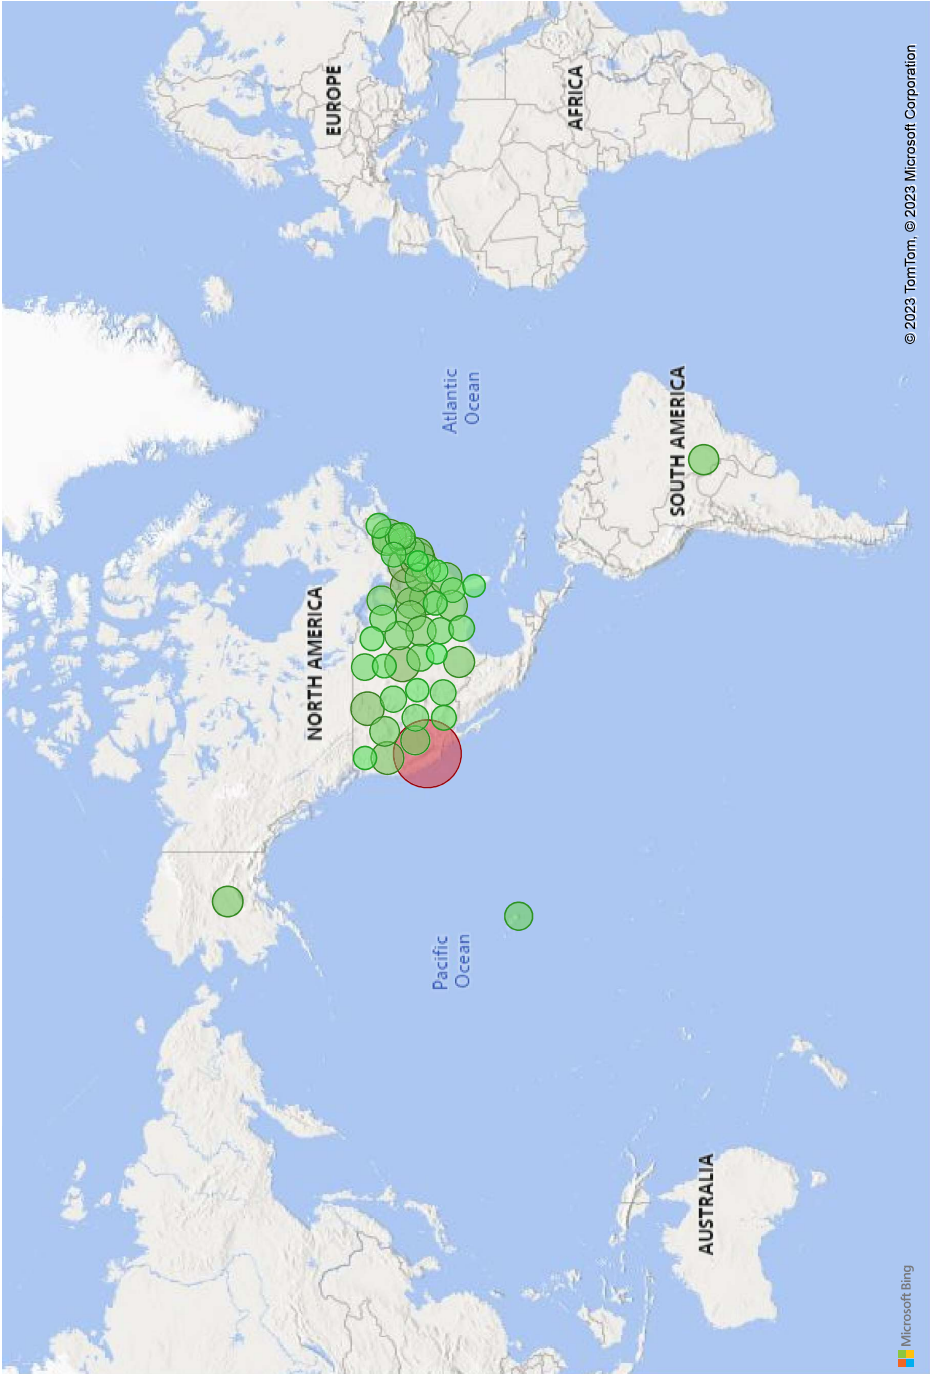 NORTH AMERICA
EUROPE
Atlantic
Ocean
AFRICA
Pacific
Ocean
SOUTH AMERICA
AUSTRALIA
Microsoft Bing
© 2023 TomTom, © 2023 Microsoft Corporation